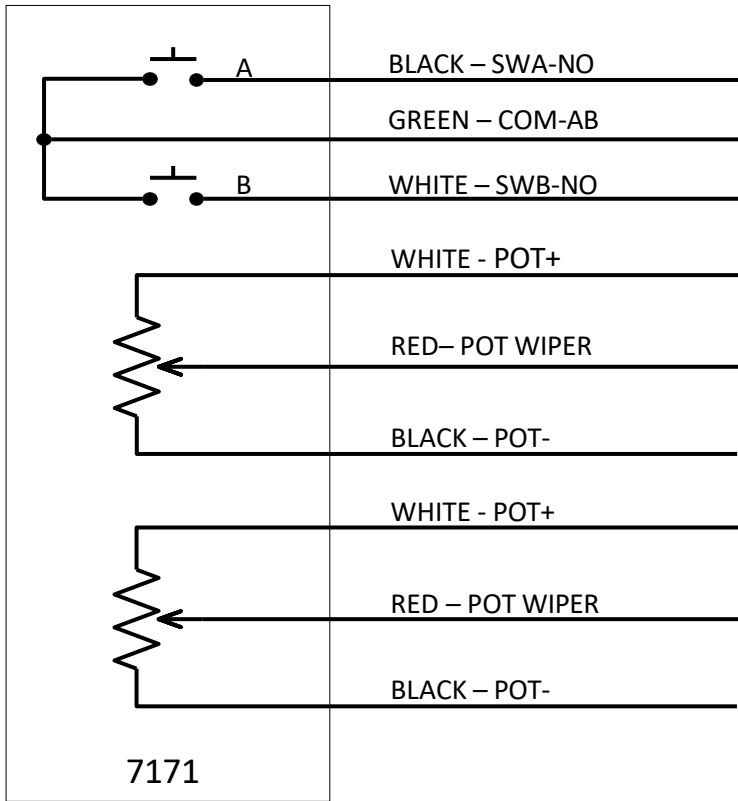 A
BLACK – SWA-NO
GREEN – COM-AB
B
WHITE – SWB-NO
WHITE - POT+
RED– POT WIPER
BLACK – POT-
WHITE - POT+
RED – POT WIPER
BLACK – POT-
7171